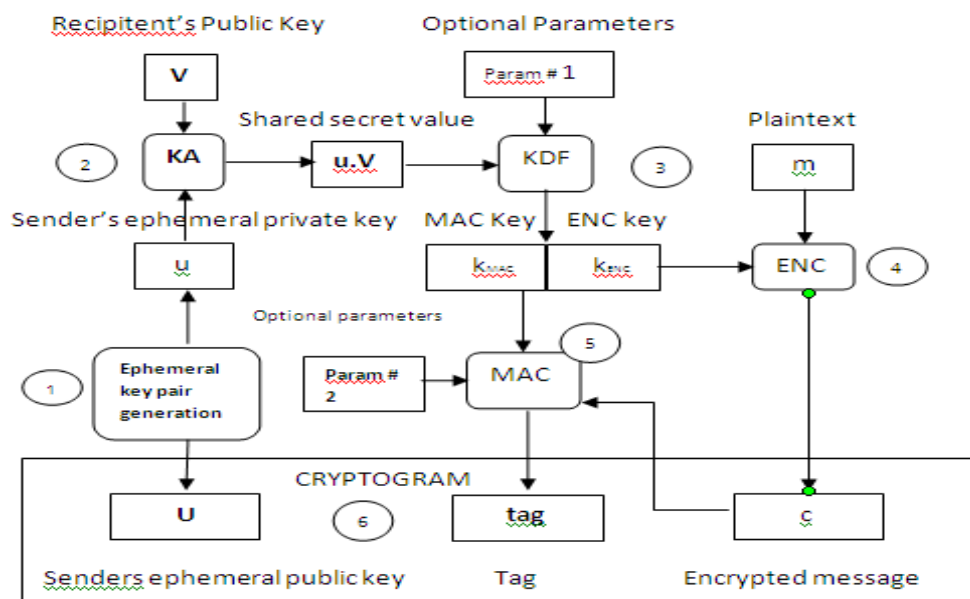 Recipitent's Public Key
Optional Parameters
V
Param # 1
Shared secret value
Plaintext
2
KA
u.V
KDF
3
m
Sender's ephemeral private key
MAC Key
ENC key
u
kMAC
kENC
ENC
4
Optional parameters
5
1
Ephemeral
key pair
generation
Param #
2
MAC
CRYPTOGRAM
U
6
tag
c
Senders ephemeral public key
Tag
Encrypted message